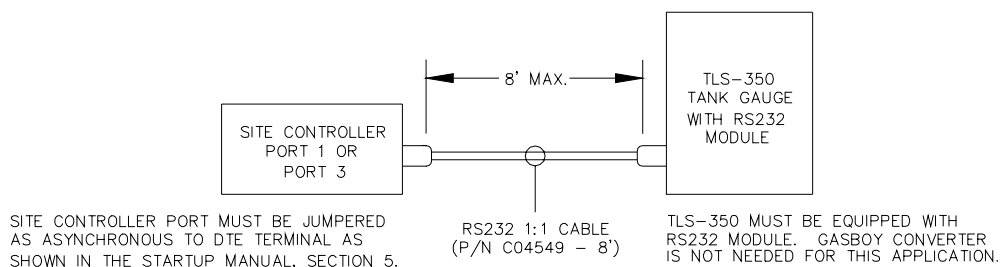 8' MAX.
TLS-350
TANK GAUGE
WITH RS232
MODULE
SITE CONTROLLER
PORT 1 OR
PORT 3
SITE CONTROLLER PORT MUST BE JUMPERED
AS ASYNCHRONOUS TO DTE TERMINAL AS
SHOWN IN THE STARTUP MANUAL, SECTION 5.
RS232 1:1 CABLE
(P/N C04549 - 8')
TLS-350 MUST BE EQUIPPED WITH
RS232 MODULE. GASBOY CONVERTER
IS NOT NEEDED FOR THIS APPLICATION.